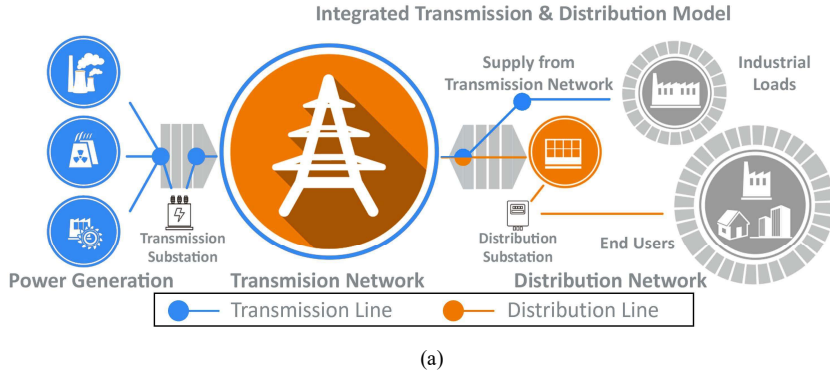 Integrated Transmission & Distribution Model
Supply from
Transmission Network
Industrial
Loads
Transmission
Substation
Distribution
Substation
End Users
Power Generation
Transmision Network
Distribution Network
Transmission Line
Distribution Line
(a)